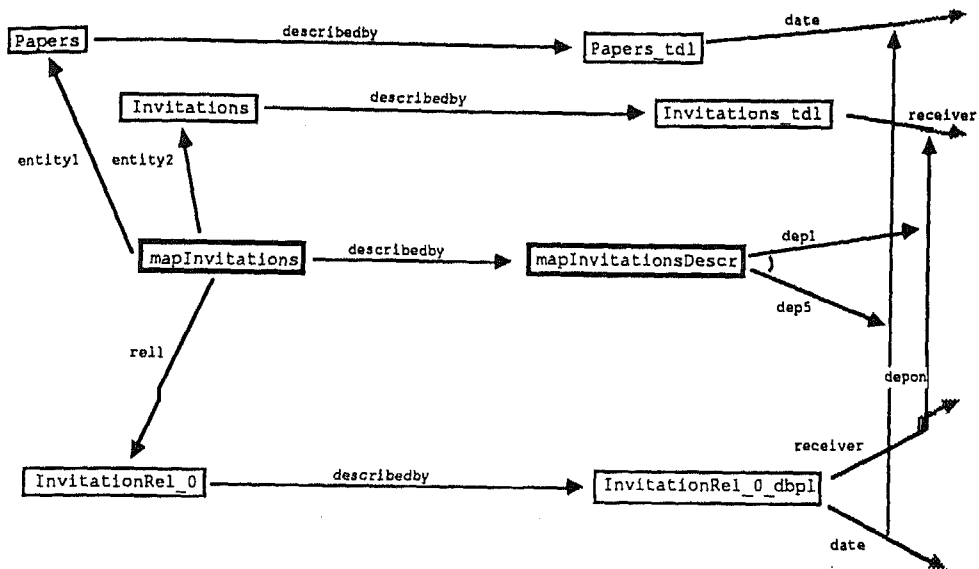 date
Papers
describedby
Papers_tdl
Invitations
describedby
Invitations_tdl
receiver
entity1
entity2
mapInvitations
describedby
mapInvitationsDescr
dep1
dep5
rel1
depon
receiver
InvitationRel_0
describedby
InvitationRel_0_dbpl
date